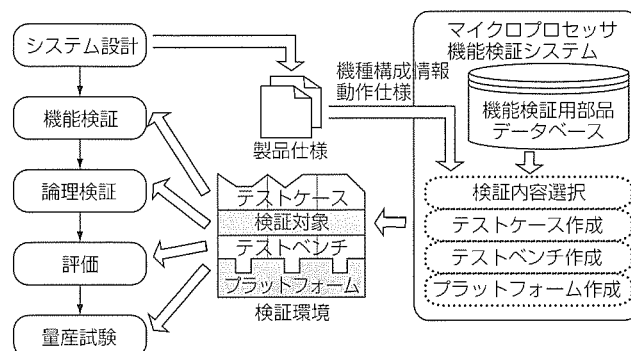 システム設計
機能検証
論理検証
評価
量産試験
製品仕様
機種構成情報
動作仕様
マイクロプロセッサ
機能検証システム
機能検証用部品
データベース
検証内容選択
テストケース作成
テストベンチ作成
プラットフォーム作成
テストケース
検証対象
テストベンチ
プラットフォーム
検証環境